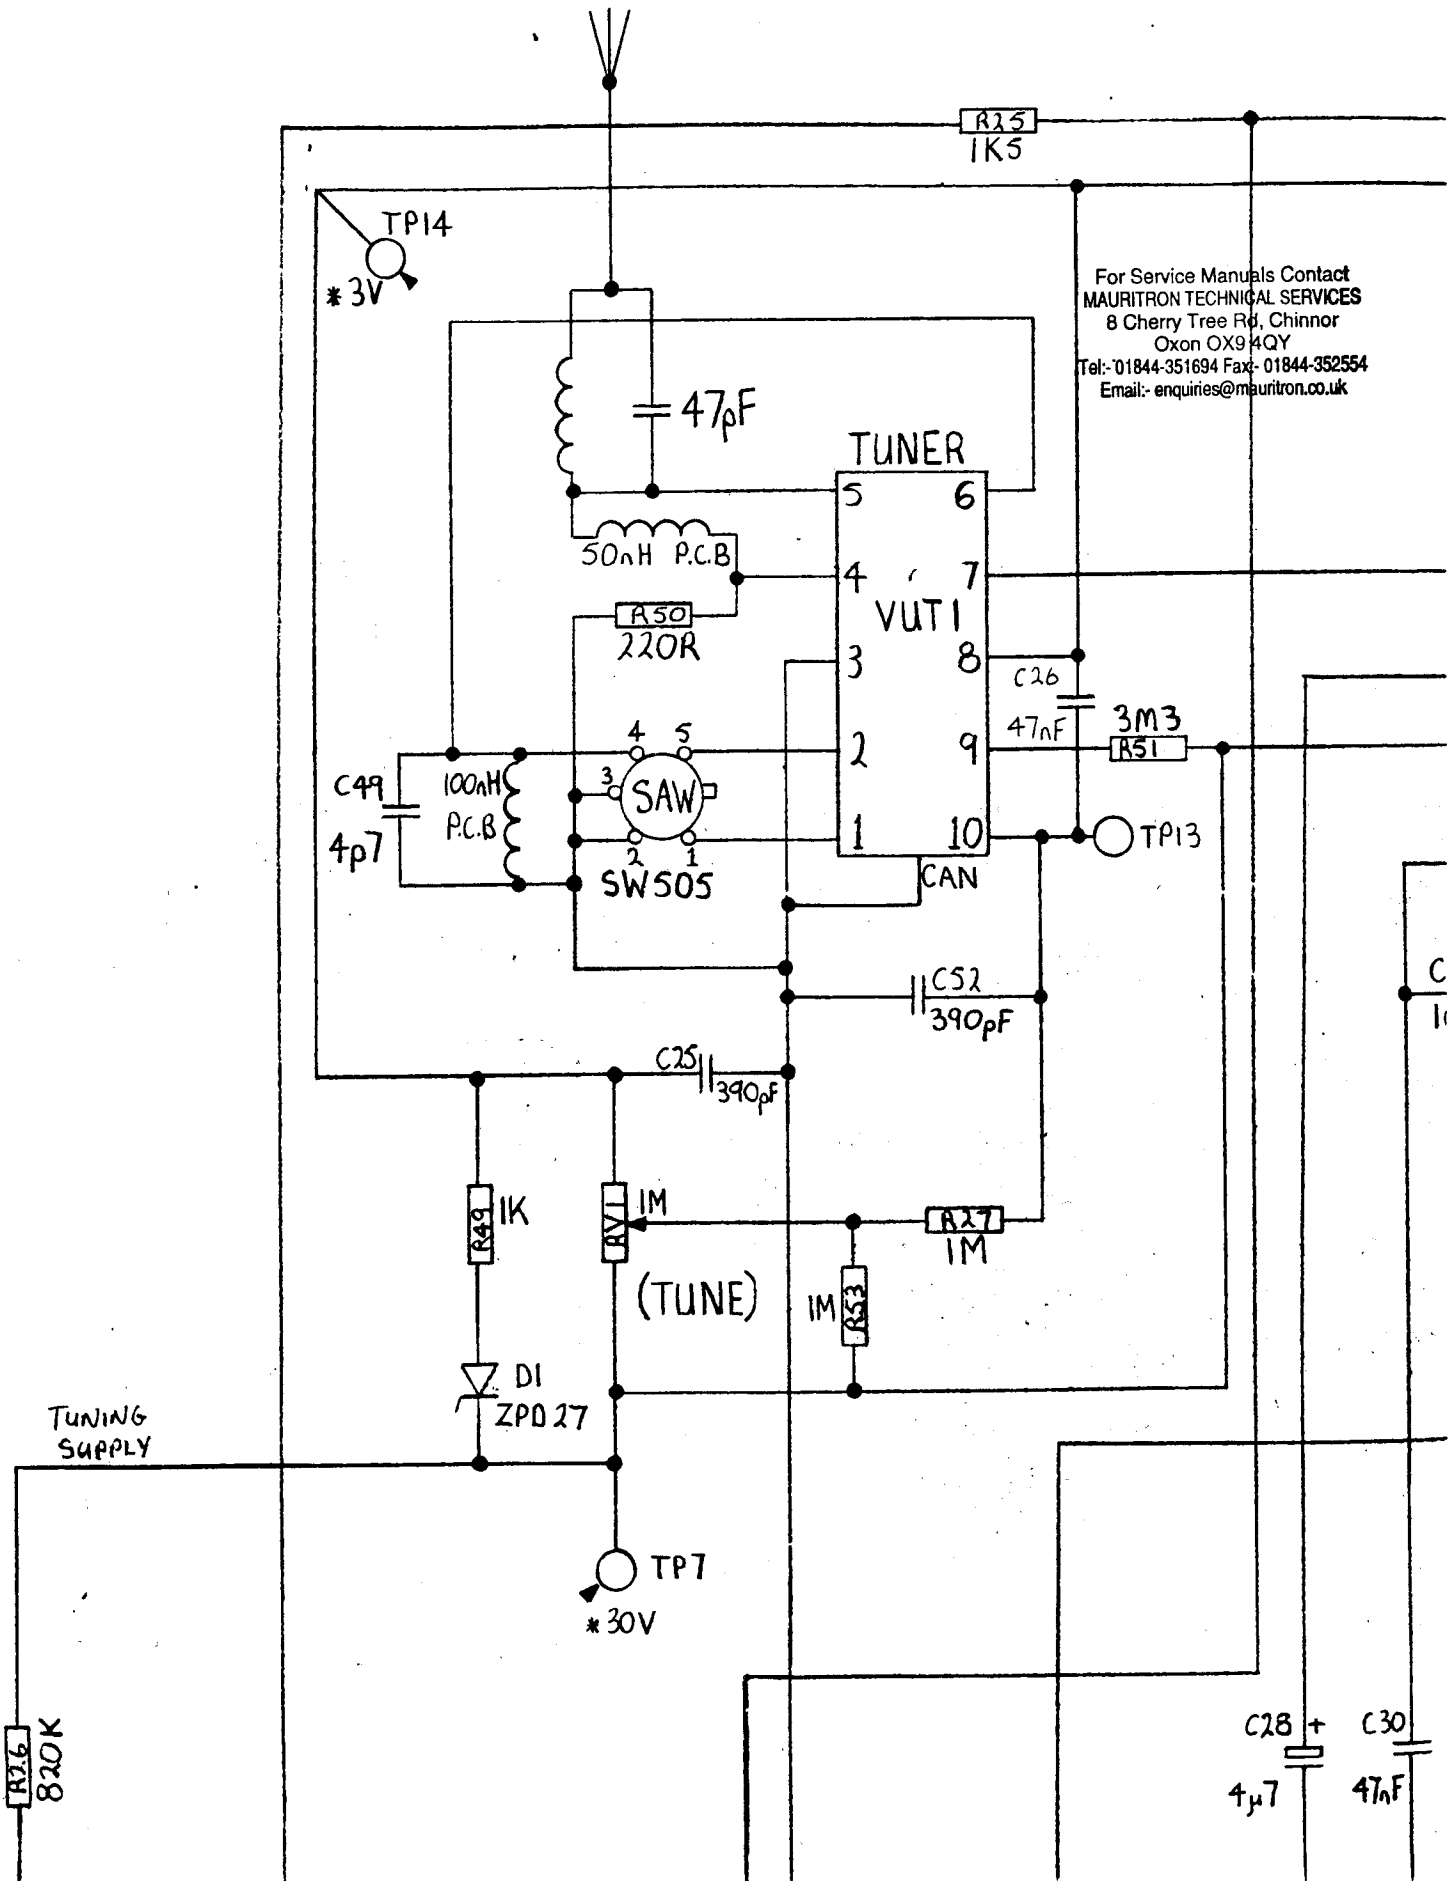 R25
1K5
TP14
*3V
For Service Manuals Contact
MAURITRON TECHNICAL SERVICES
8 Cherry Tree Rd, Chinnor
Oxon OX9 4QY
Tel:- 01844-351694 Fax:- 01844-352554
Email:- enquiries@mauritron.co.uk
47pF
TUNER
5
6
50nH P.C.B
4
7
VUT1
R50
220R
3
8
C26
47nF
3M3
R51
4
5
2
9
C49
4p7
100nH
P.C.B
3
SAW
2
1
SW505
1
10
TP13
CAN
C52
390pF
C
C25
390pF
R49
1K
RV1
1M
R27
1M
(TUNE)
1M
R53
D1
ZPD27
TUNING
SUPPLY
TP7
*30V
R26
820K
C28 +
4µ7
C30
47nF